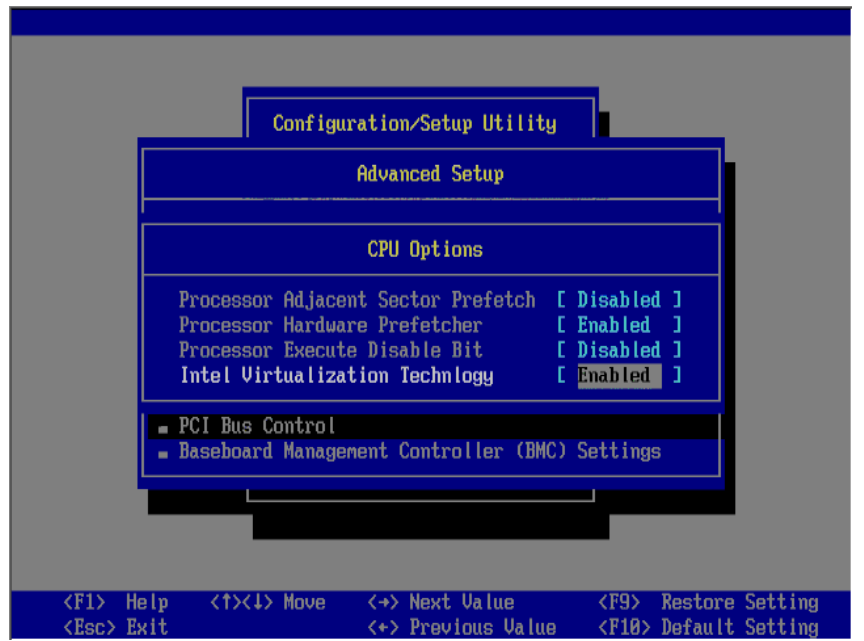 Configuration/Setup Utility
Advanced Setup
CPU Options
Processor Adjacent Sector Prefetch [ Disabled ]
Processor Hardware Prefetcher [ Enabled ]
Processor Execute Disable Bit [ Disabled ]
Intel Virtualization Technlogy [ Enabled ]
PCI Bus Control
Baseboard Management Controller (BMC) Settings
<F1> Help <↑><↓> Move <→> Next Value <F9> Restore Setting
<Esc> Exit <←> Previous Value <F10> Default Setting